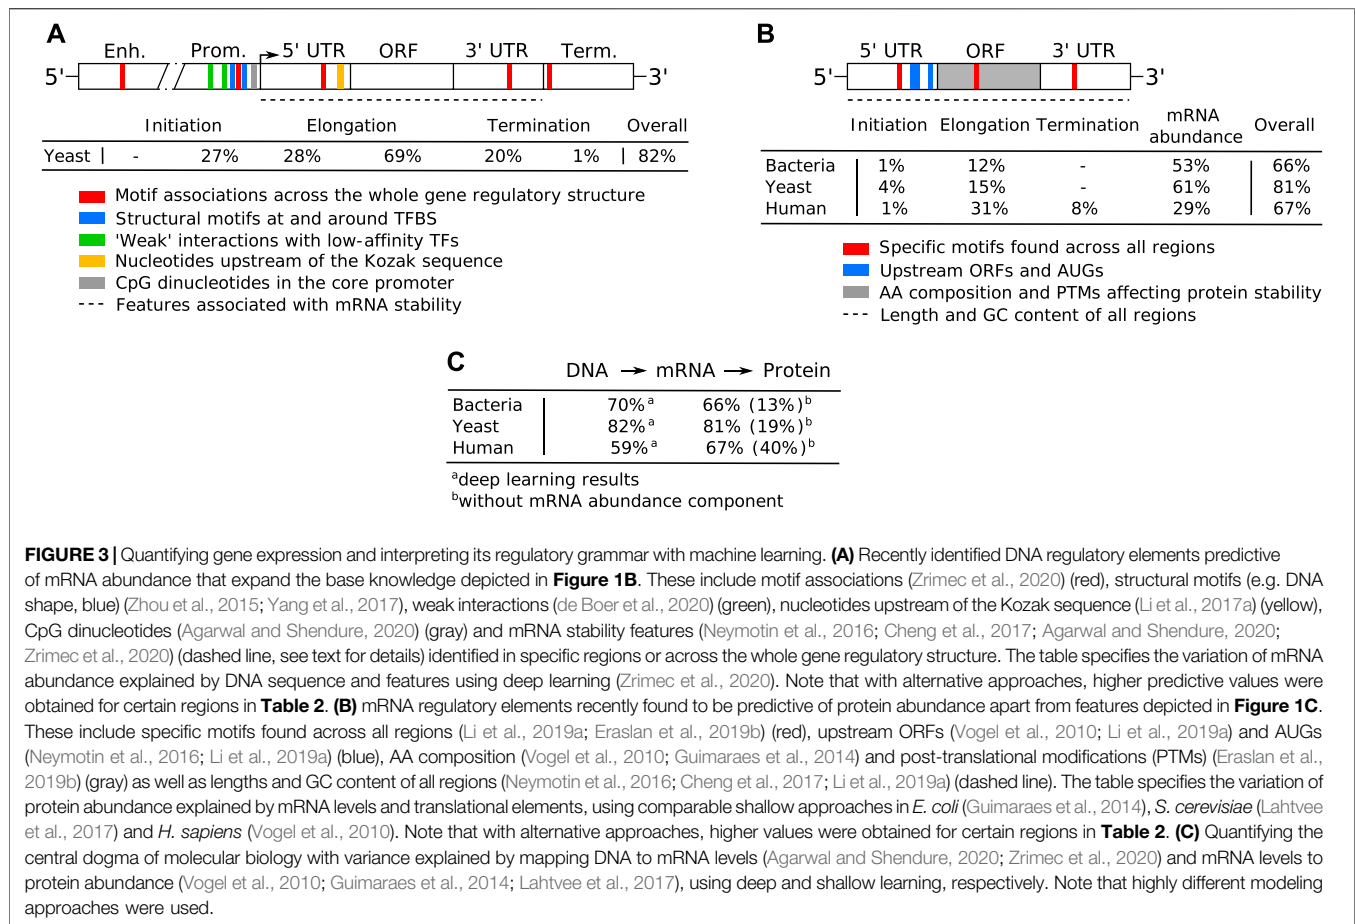 A
Enh. Prom. 5' UTR ORF 3' UTR Term.
5' 3'
Initiation Elongation Termination Overall
Yeast - 27% 28% 69% 20% 1% 82%
Motif associations across the whole gene regulatory structure
Structural motifs at and around TFBS
'Weak' interactions with low-affinity TFs
Nucleotides upstream of the Kozak sequence
CpG dinucleotides in the core promoter
Features associated with mRNA stability
B
5' UTR ORF 3' UTR
5' 3'
Initiation Elongation Termination mRNA abundance Overall
Bacteria 1% 12% - 53% 66%
Yeast 4% 15% - 61% 81%
Human 1% 31% 8% 29% 67%
Specific motifs found across all regions
Upstream ORFs and AUGs
AA composition and PTMs affecting protein stability
Length and GC content of all regions
C
DNA → mRNA → Protein
Bacteria 70%a 66% (13%)b
Yeast 82%a 81% (19%)b
Human 59%a 67% (40%)b
adeep learning results
bwithout mRNA abundance component
FIGURE 3 | Quantifying gene expression and interpreting its regulatory grammar with machine learning. (A) Recently identified DNA regulatory elements predictive
of mRNA abundance that expand the base knowledge depicted in Figure 1B. These include motif associations (Zrimec et al., 2020) (red), structural motifs (e.g. DNA
shape, blue) (Zhou et al., 2015; Yang et al., 2017), weak interactions (de Boer et al., 2020) (green), nucleotides upstream of the Kozak sequence (Li et al., 2017a) (yellow),
CpG dinucleotides (Agarwal and Shendure, 2020) (gray) and mRNA stability features (Neymotin et al., 2016; Cheng et al., 2017; Agarwal and Shendure, 2020;
Zrimec et al., 2020) (dashed line, see text for details) identified in specific regions or across the whole gene regulatory structure. The table specifies the variation of mRNA
abundance explained by DNA sequence and features using deep learning (Zrimec et al., 2020). Note that with alternative approaches, higher predictive values were
obtained for certain regions in Table 2. (B) mRNA regulatory elements recently found to be predictive of protein abundance apart from features depicted in Figure 1C.
These include specific motifs found across all regions (Li et al., 2019a; Eraslan et al., 2019b) (red), upstream ORFs (Vogel et al., 2010; Li et al., 2019a) and AUGs
(Neymotin et al., 2016; Li et al., 2019a) (blue), AA composition (Vogel et al., 2010; Guimaraes et al., 2014) and post-translational modifications (PTMs) (Eraslan et al.,
2019b) (gray) as well as lengths and GC content of all regions (Neymotin et al., 2016; Cheng et al., 2017; Li et al., 2019a) (dashed line). The table specifies the variation of
protein abundance explained by mRNA levels and translational elements, using comparable shallow approaches in E. coli (Guimaraes et al., 2014), S. cerevisiae (Lahtvee
et al., 2017) and H. sapiens (Vogel et al., 2010). Note that with alternative approaches, higher values were obtained for certain regions in Table 2. (C) Quantifying the
central dogma of molecular biology with variance explained by mapping DNA to mRNA levels (Agarwal and Shendure, 2020; Zrimec et al., 2020) and mRNA levels to
protein abundance (Vogel et al., 2010; Guimaraes et al., 2014; Lahtvee et al., 2017), using deep and shallow learning, respectively. Note that highly different modeling
approaches were used.